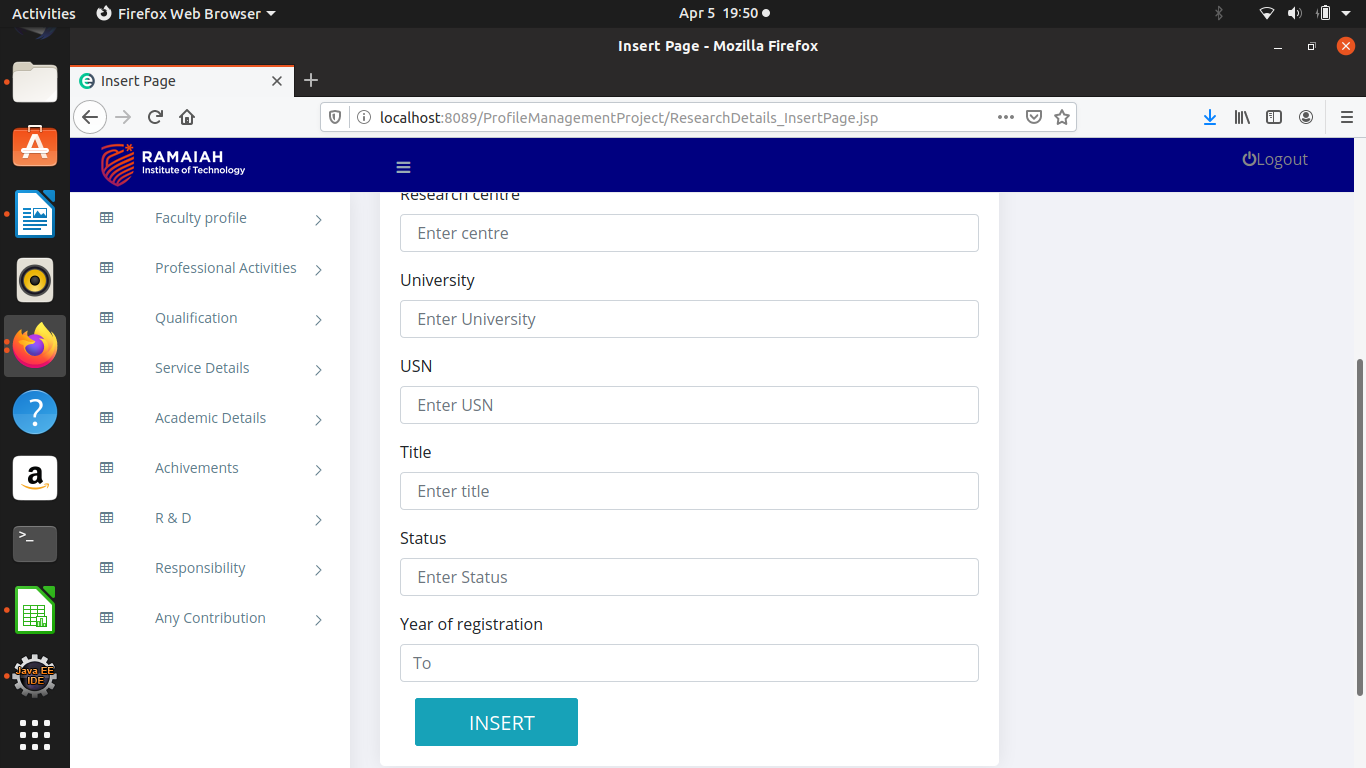 Activities Firefox Web Browser Apr 5 19:50
Insert Page - Mozilla Firefox
Insert Page
localhost:8089/ProfileManagementProject/ResearchDetails_InsertPage.jsp
RAMAIAH
Institute of Technology
Logout
Faculty profile
Professional Activities
Qualification
Service Details
Academic Details
Achivements
R & D
Responsibility
Any Contribution
Research centre
Enter centre
University
Enter University
USN
Enter USN
Title
Enter title
Status
Enter Status
Year of registration
To
INSERT
?
a
>_
Java EE
IDE